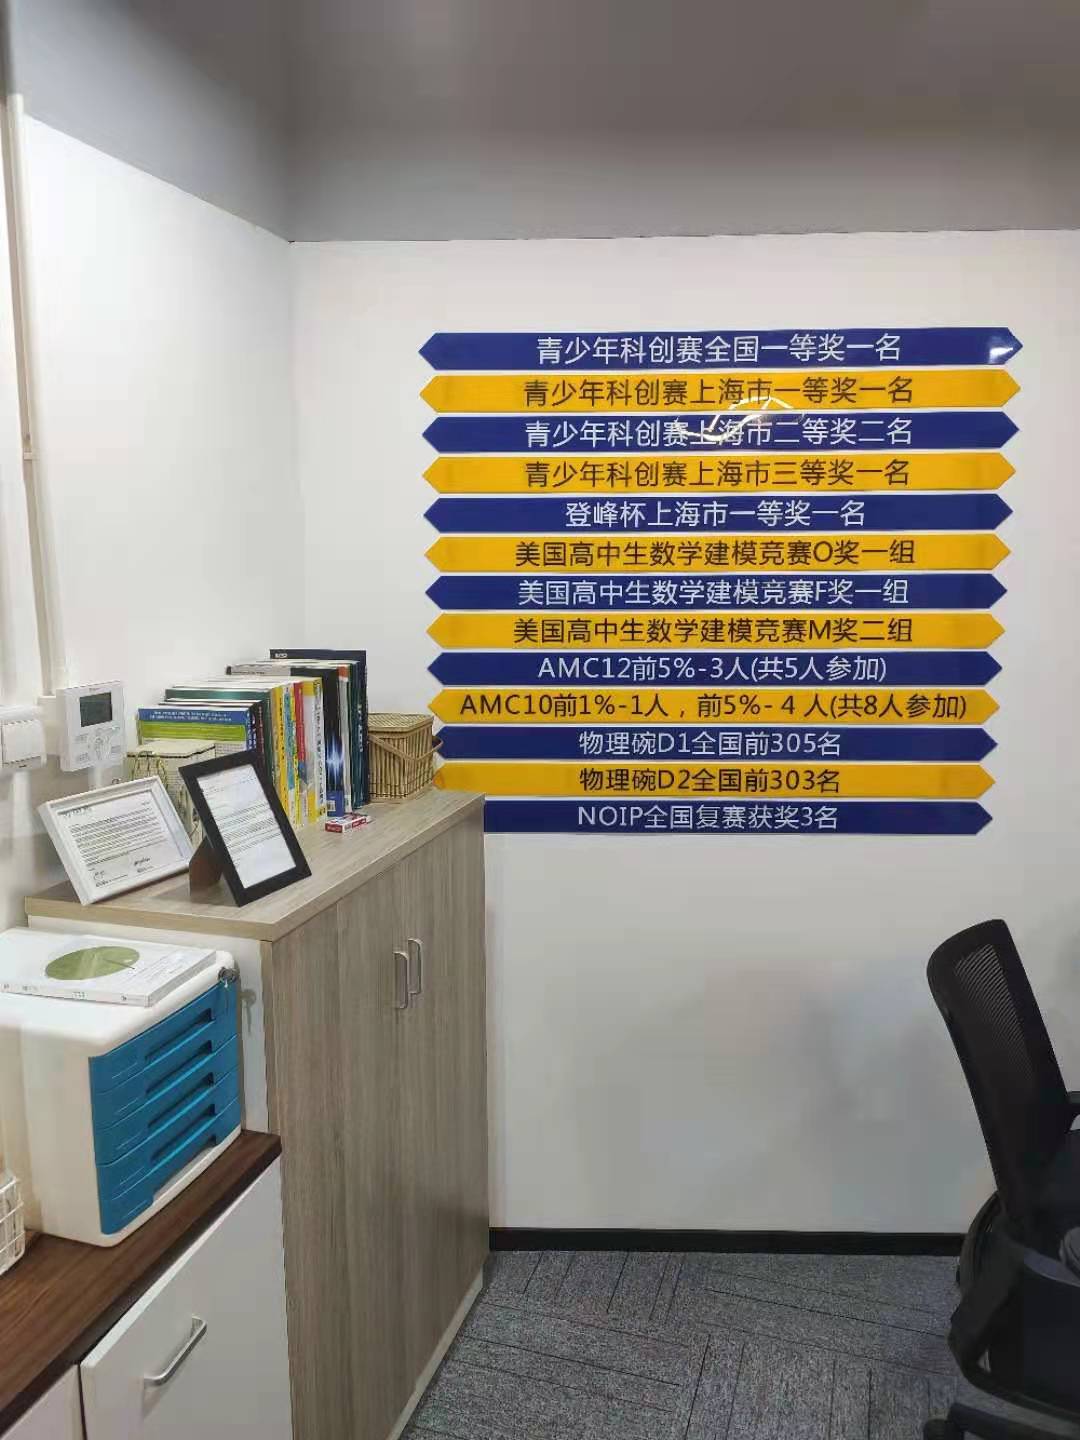 青少年科创赛全国一等奖一名
青少年科创赛上海市一等奖一名
青少年科创赛上海市二等奖二名
青少年科创赛上海市三等奖一名
登峰杯上海市一等奖一名
美国高中生数学建模竞赛O奖一组
美国高中生数学建模竞赛F奖一组
美国高中生数学建模竞赛M奖二组
AMC12前5%-3人(共5人参加)
AMC10前1%-1人，前5%- 4 人(共8人参加)
物理碗D1全国前305名
物理碗D2全国前303名
NOIP全国复赛获奖3名